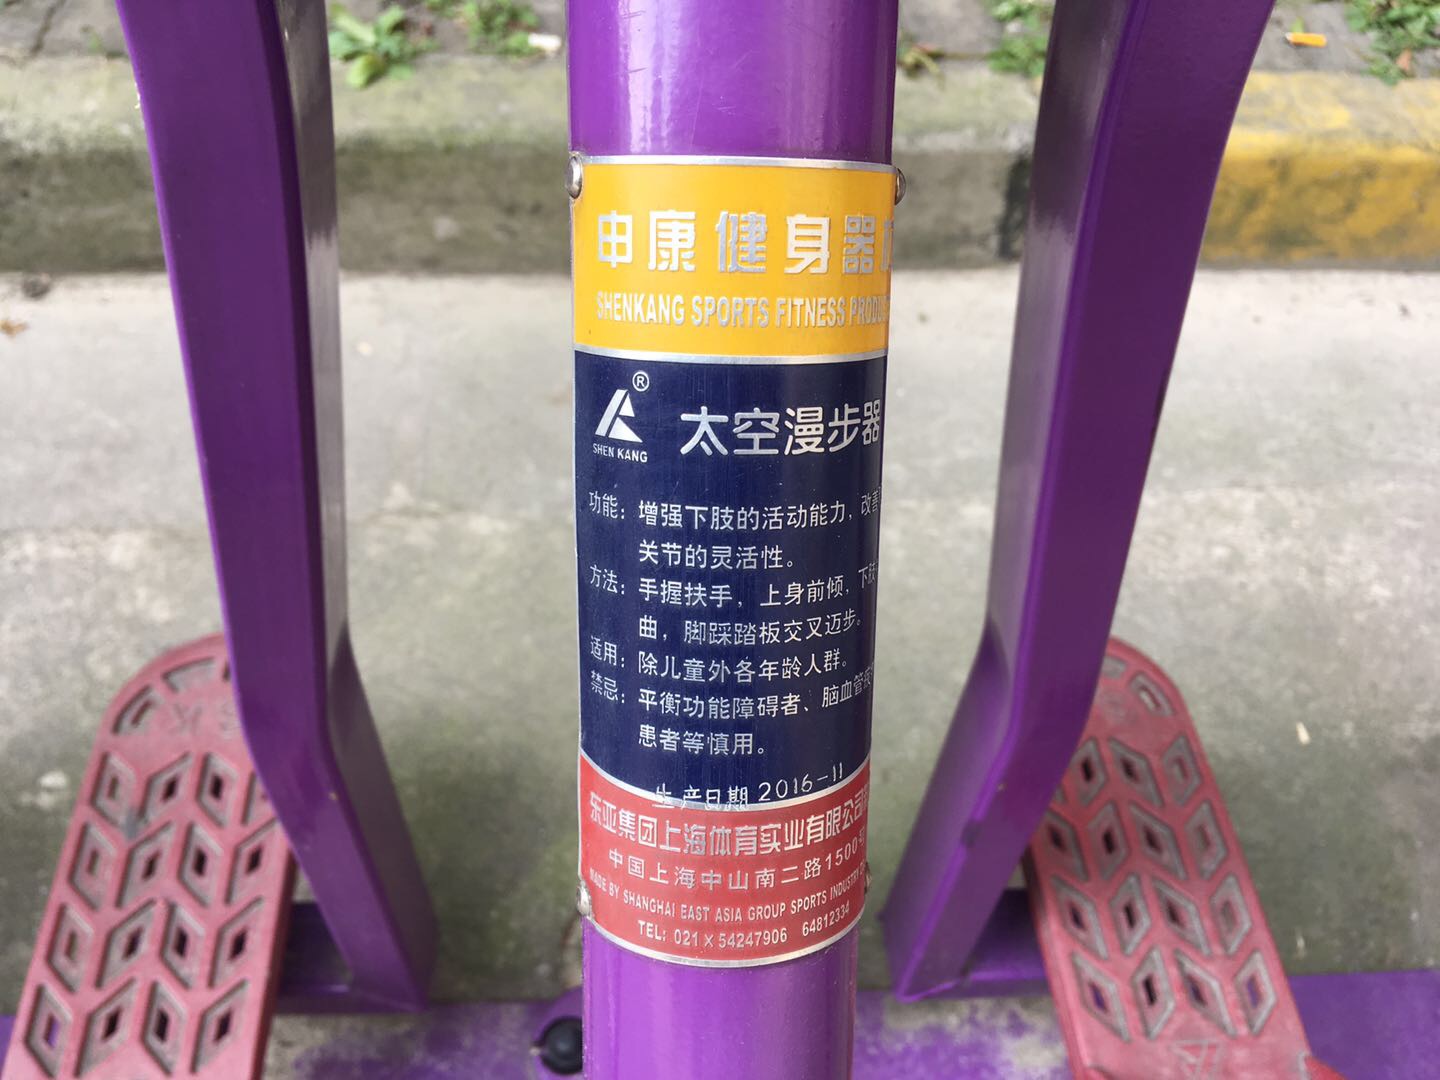 申康健身器
SHENKANG SPORTS FITNESS
®
SHEN KANG
太空漫步器
功能：增强下肢的活动能力，改善
关节的灵活性。
方法：手握扶手，上身前倾，下肢
曲，脚踩踏板交叉迈步。
适用：除儿童外各年龄人群。
禁忌：平衡功能障碍者、脑血管疾
患者等慎用。
生产日期 2016-11
东亚集团上海体育实业有限公司
中国上海中山南二路1500号
MADE BY SHANGHAI EAST ASIA GROUP SPORTS INDUSTRY
TEL: 021×54247906 64812334